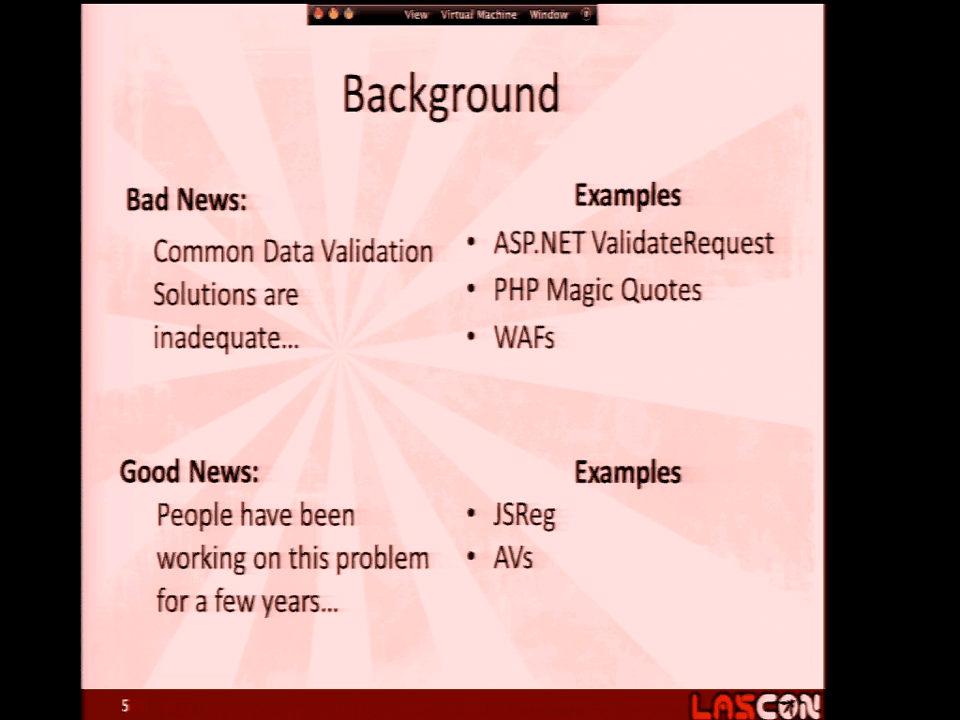 View Virtual Machine Window
Background
Bad News:
Common Data Validation
Solutions are
inadequate...
Examples
• ASP.NET ValidateRequest
• PHP Magic Quotes
• WAFs
Good News:
People have been
working on this problem
for a few years...
Examples
• JSReg
• AVs
5
LASCON